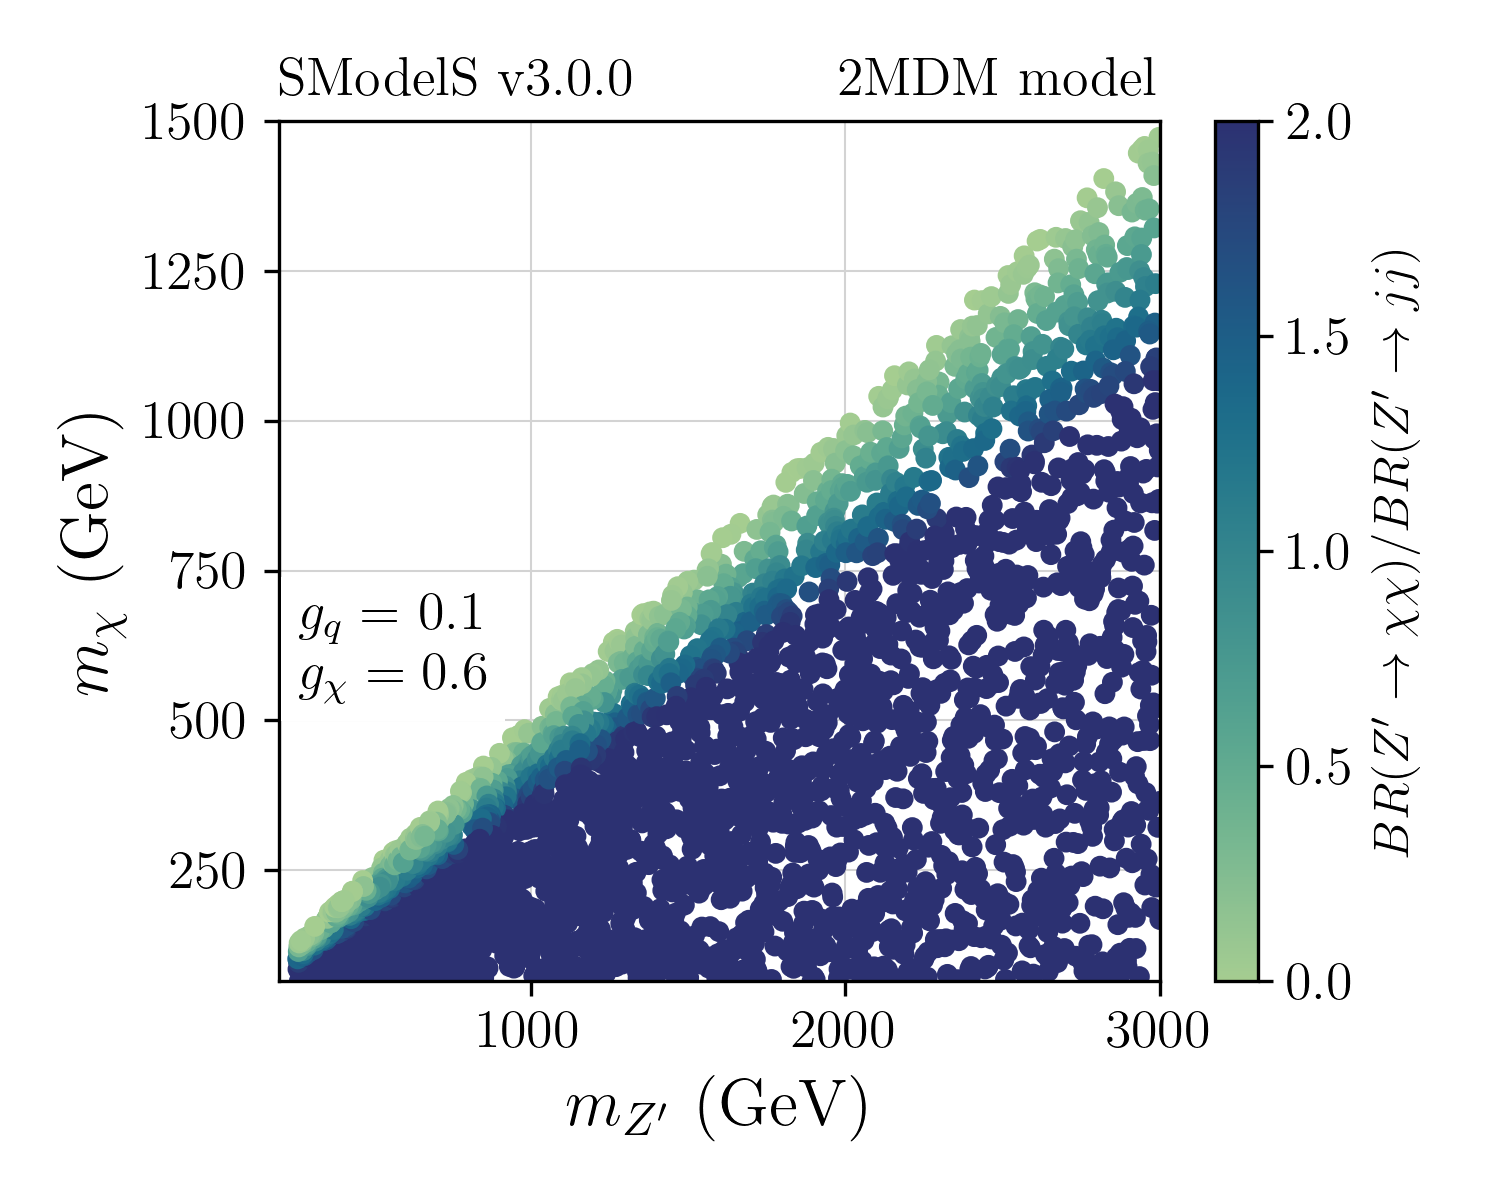 SModelS v3.0.0
2MDM model
1500
1250
1000
750
500
250
m_χ (GeV)
g_q = 0.1
g_χ = 0.6
1000
2000
3000
m_{Z′} (GeV)
2.0
1.5
1.0
0.5
0.0
BR(Z′ → χχ)/BR(Z′ → jj)